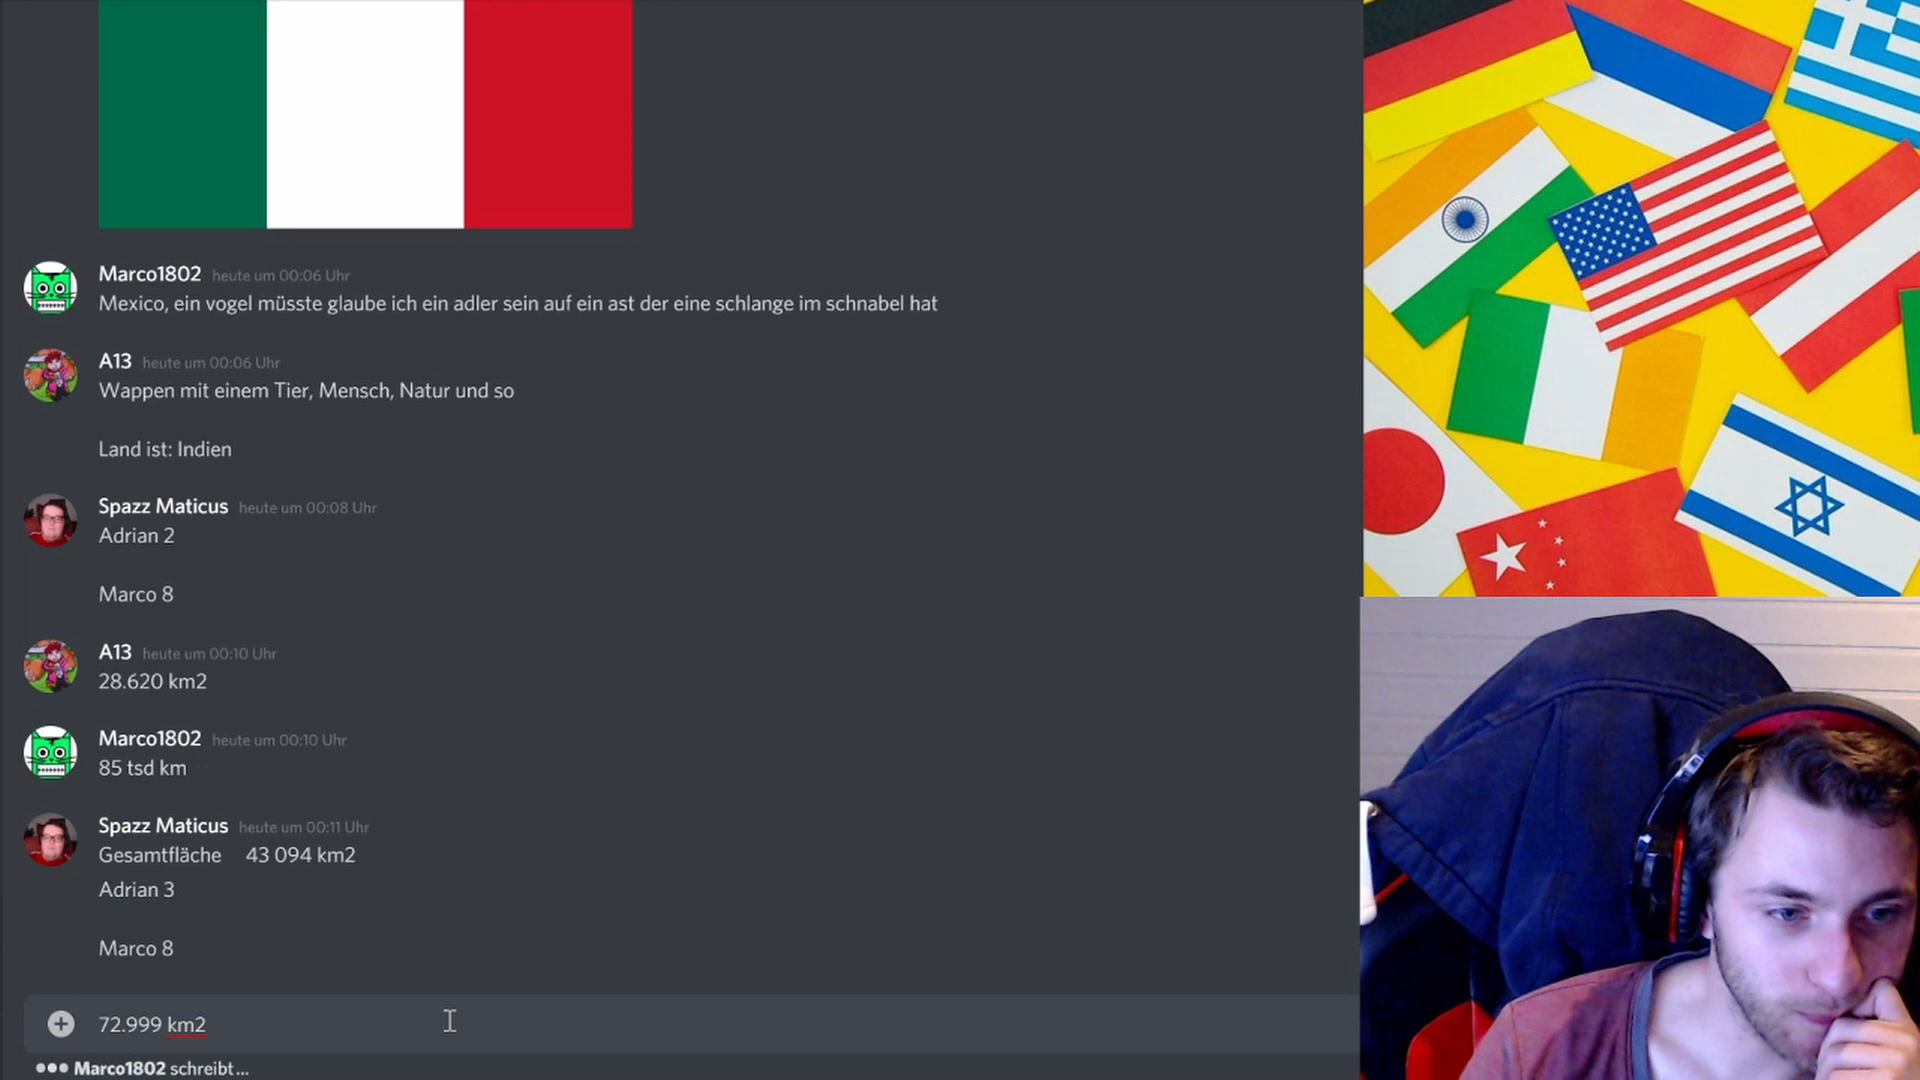 Marco1802 heute um 00:06 Uhr
Mexico, ein vogel müsste glaube ich ein adler sein auf ein ast der eine schlange im schnabel hat
A13 heute um 00:06 Uhr
Wappen mit einem Tier, Mensch, Natur und so
Land ist: Indien
Spazz Maticus heute um 00:08 Uhr
Adrian 2
Marco 8
A13 heute um 00:10 Uhr
28.620 km2
Marco1802 heute um 00:10 Uhr
85 tsd km
Spazz Maticus heute um 00:11 Uhr
Gesamtfläche 43 094 km2
Adrian 3
Marco 8
72.999 km2
Marco1802 schreibt...